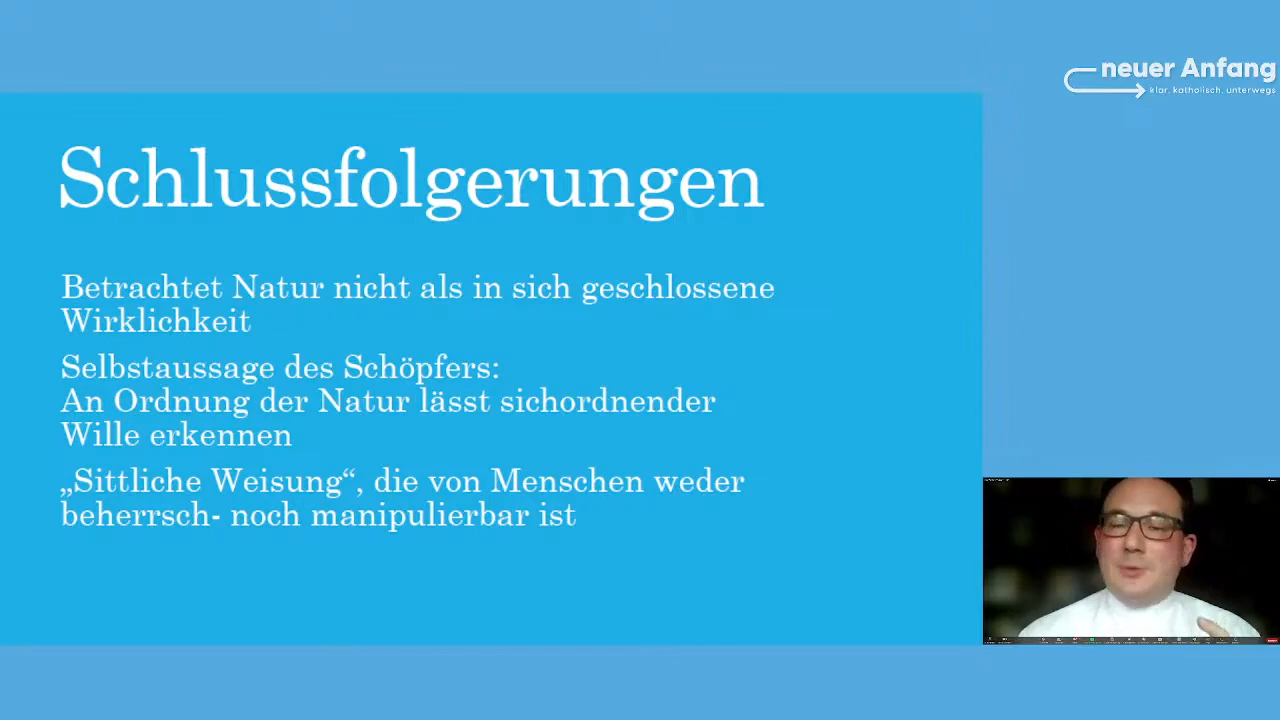 neuer Anfang
klar, katholisch, unterwegs
Schlussfolgerungen
Betrachtet Natur nicht als in sich geschlossene
Wirklichkeit
Selbstaussage des Schöpfers:
An Ordnung der Natur lässt sichordnender
Wille erkennen
„Sittliche Weisung“, die von Menschen weder
beherrsch- noch manipulierbar ist